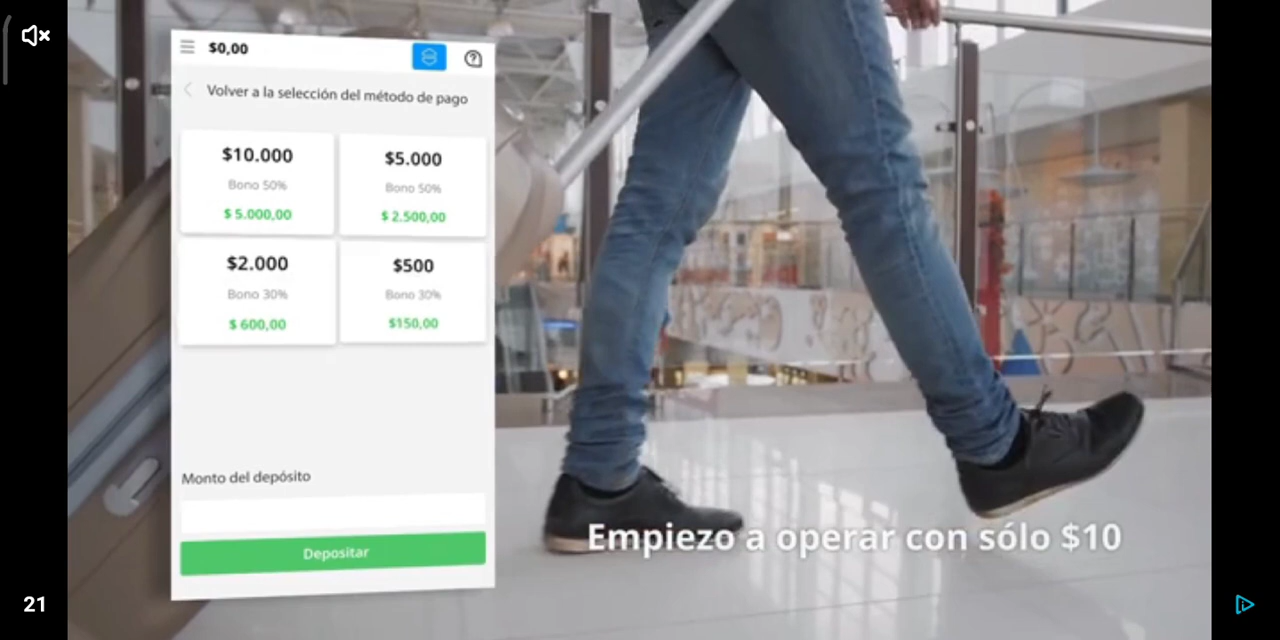 $0,00
Volver a la selección del método de pago
$10.000
Bono 50%
$ 5.000,00
$5.000
Bono 50%
$ 2.500,00
$2.000
Bono 30%
$ 600,00
$500
Bono 30%
$150,00
Monto del depósito
Depositar
Empiezo a operar con sólo $10
21